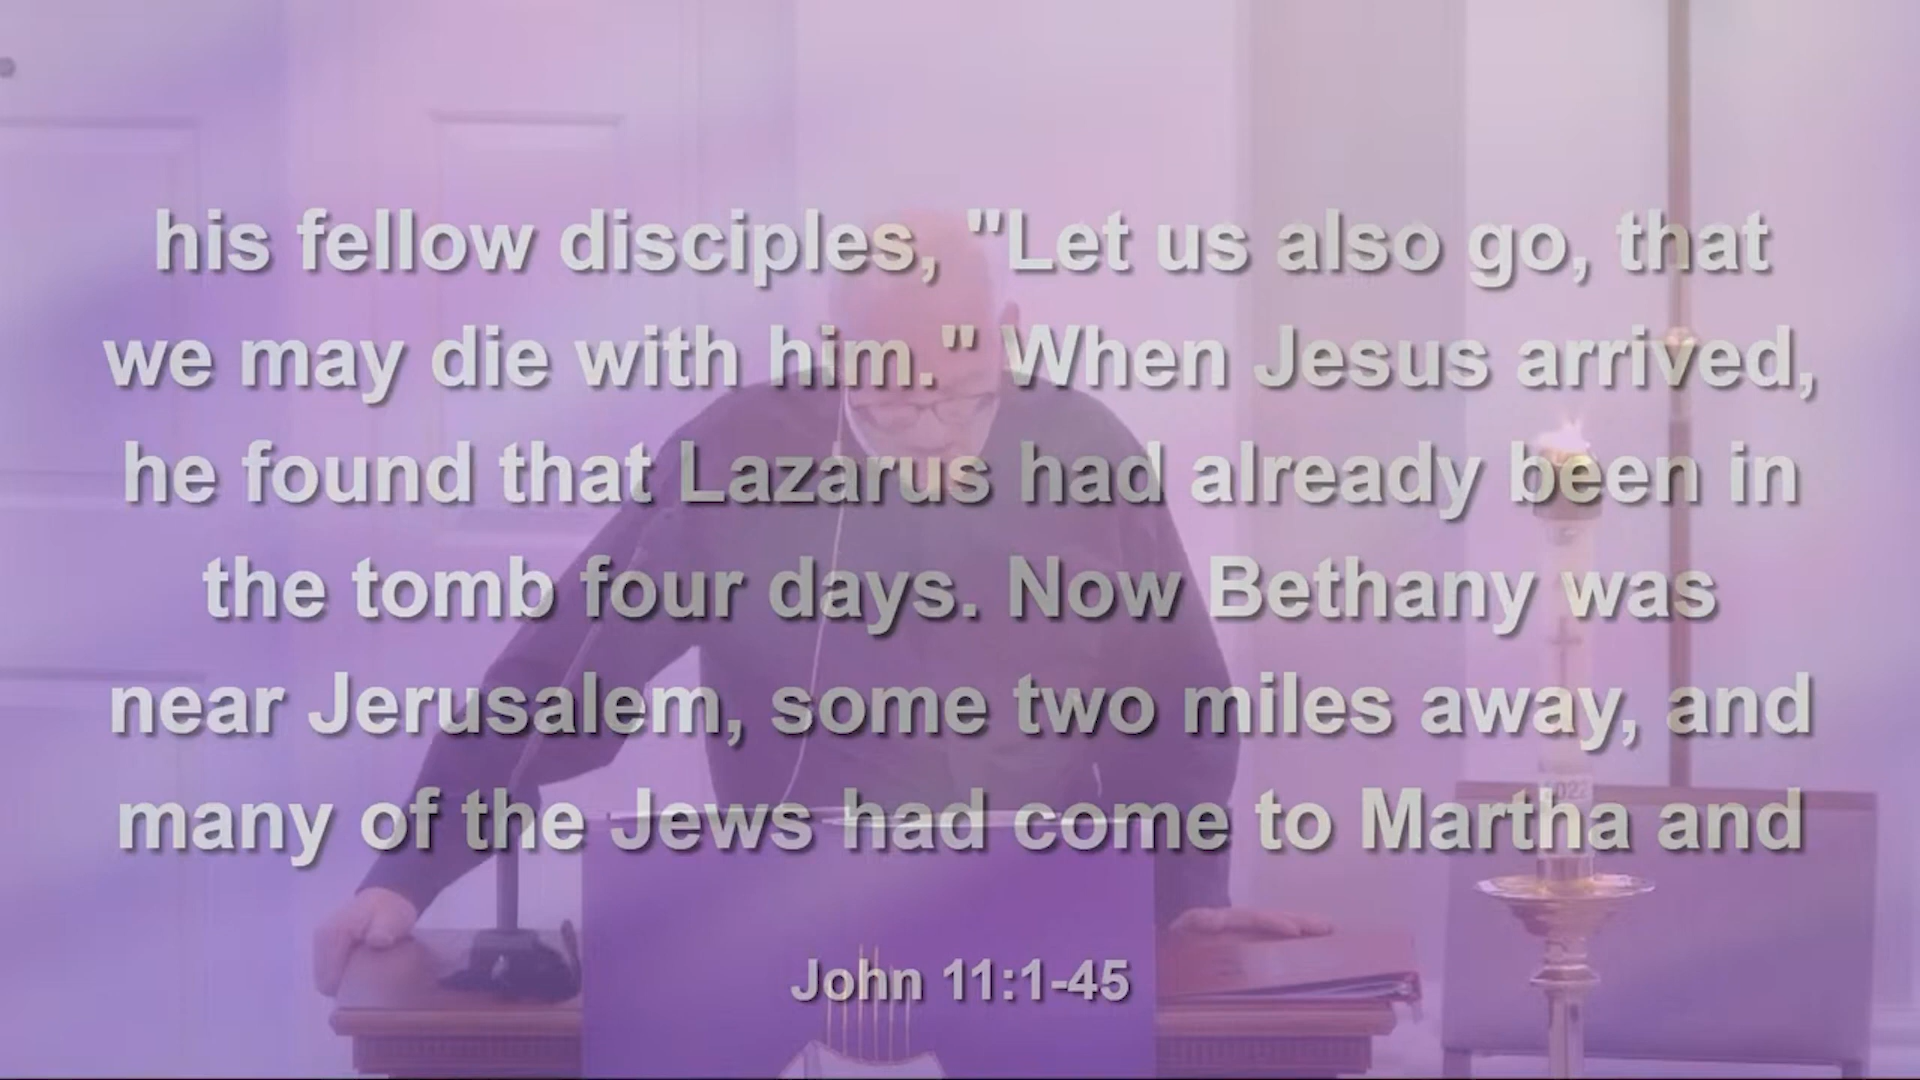 his fellow disciples, "Let us also go, that
we may die with him." When Jesus arrived,
he found that Lazarus had already been in
the tomb four days. Now Bethany was
near Jerusalem, some two miles away, and
many of the Jews had come to Martha and
2022
John 11:1-45